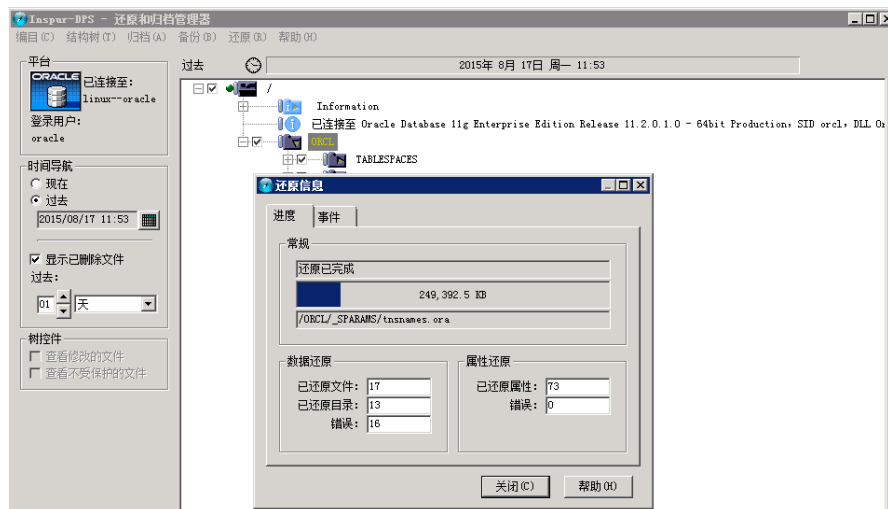 Inspur-DPS - 还原和归档管理器
编目(C) 结构树(T) 归档(A) 备份(B) 还原(R) 帮助(H)
平台
ORACLE
已连接至：
linux--oracle
登录用户：
oracle
时间导航
现在
过去
2015/08/17 11:53
显示已删除文件
过去：
01 天
树控件
查看修改的文件
查看不受保护的文件
过去 2015年 8月 17日 周一 - 11:53
/
Information
已连接至 Oracle Database 11g Enterprise Edition Release 11.2.0.1.0 - 64bit Production, SID orcl, DLL
ORCL
TABLESPACES
还原信息
进度 事件
常规
还原已完成
249,392.5 KB
/ORCL/_SPARAMS/tnsnames.ora
数据还原
已还原文件： 17
已还原目录： 13
错误： 16
属性还原
已还原属性： 73
错误： 0
关闭(C) 帮助(H)